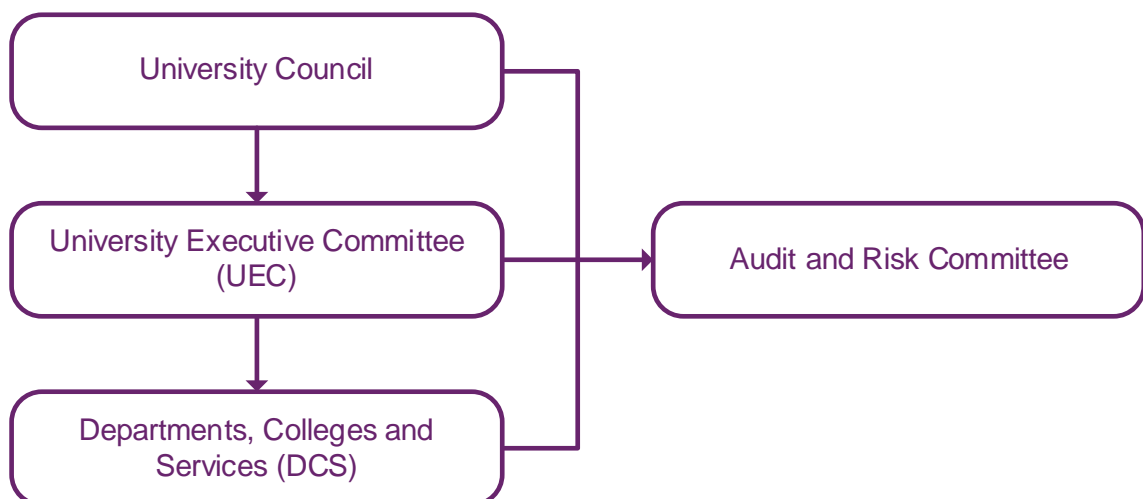 University Council
University Executive Committee
(UEC)
Audit and Risk Committee
Departments, Colleges and
Services (DCS)